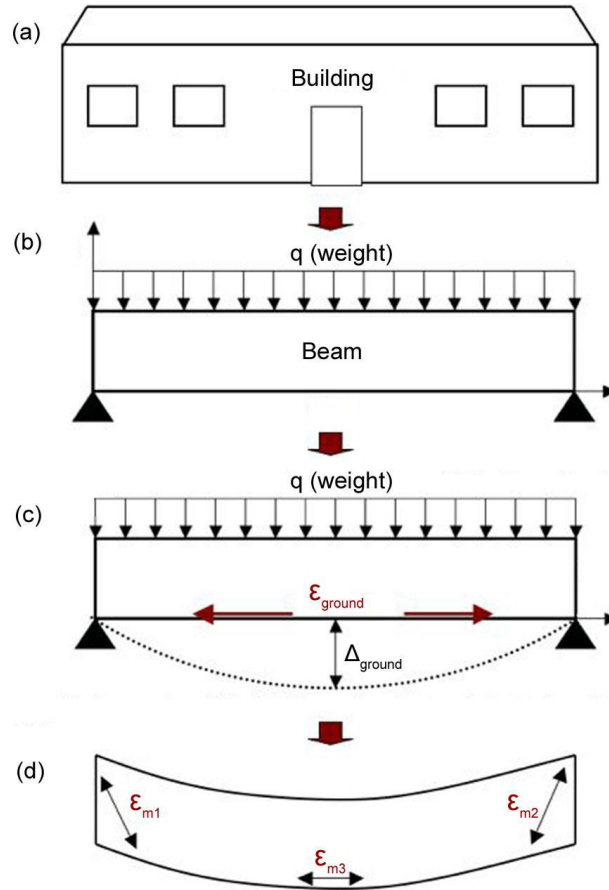 (a)
Building
(b)
q (weight)
Beam
q (weight)
(c)
εground
Δground
(d)
εm1
εm2
εm3